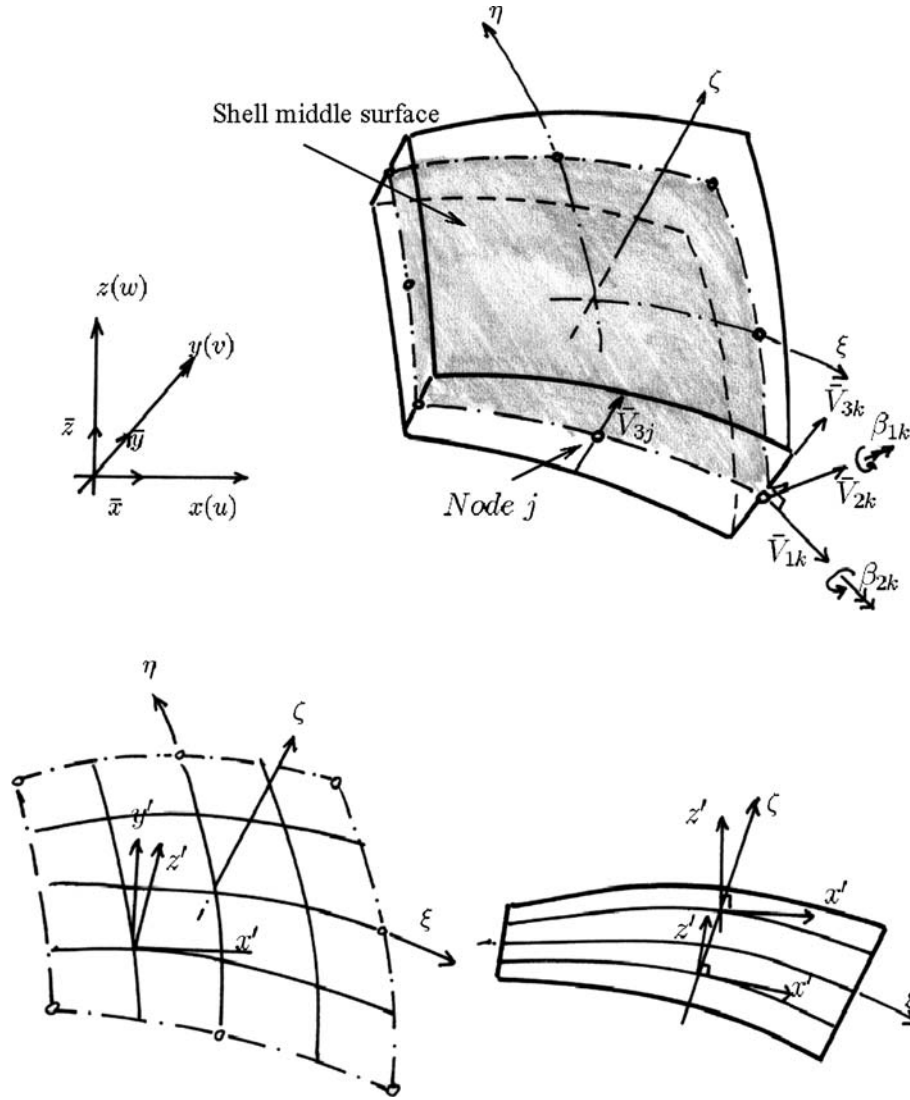 η
ζ
Shell middle surface
z(w)
y(v)
ξ
V̄₃ₖ
z̄
ȳ
V̄₃ⱼ
β₁ₖ
x̄
x(u)
Node j
V̄₂ₖ
V̄₁ₖ
β₂ₖ
η
ζ
y′
z′
x′
ξ
ζ
z′
x′
z′
x′
ξ